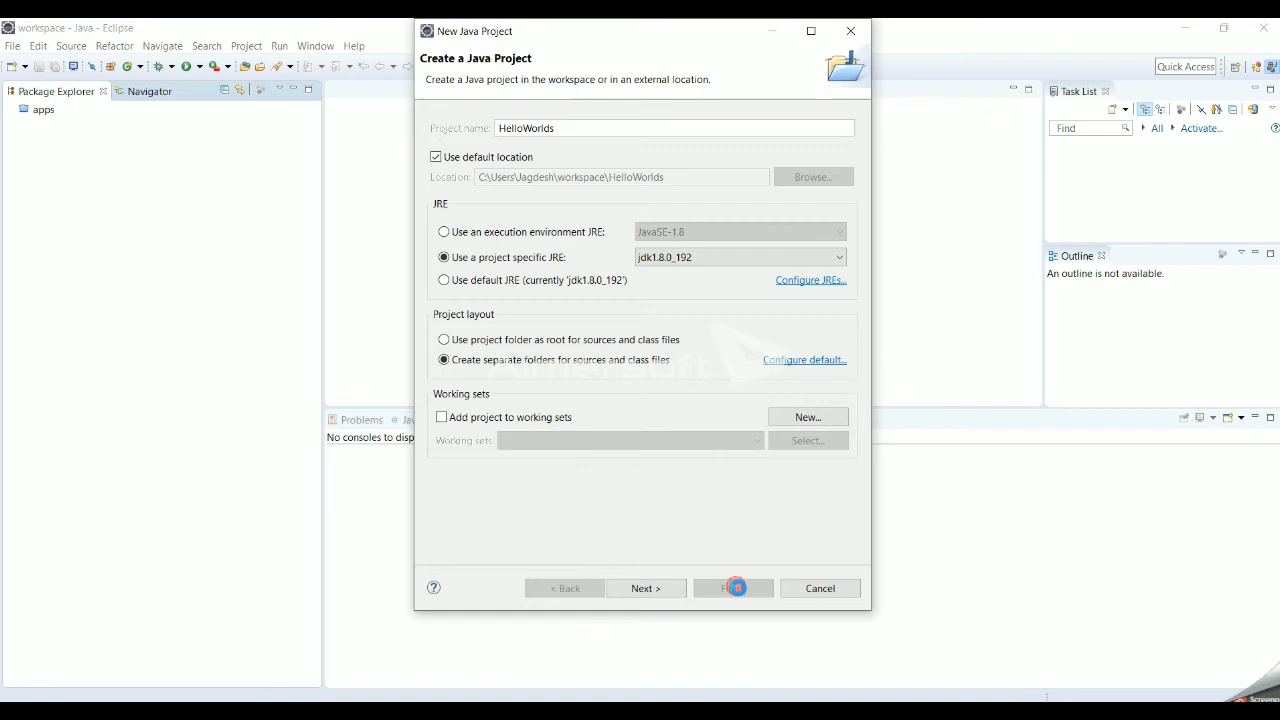 workspace - Java - Eclipse
New Java Project
File Edit Source Refactor Navigate Search Project Run Window Help
Create a Java Project
Create a Java project in the workspace or in an external location.
Quick Access
Package Explorer
Navigator
Task List
apps
Find
All
Activate...
Project name:
HelloWorlds
Use default location
Location:
C:\Users\Jagdesh\workspace\HelloWorlds
Browse...
JRE
Use an execution environment JRE:
JavaSE-1.8
Use a project specific JRE:
jdk1.8.0_192
Use default JRE (currently 'jdk1.8.0_192')
Configure JREs...
Outline
An outline is not available.
Project layout
Use project folder as root for sources and class files
Create separate folders for sources and class files
Configure default...
Aimersoft
Working sets
Add project to working sets
New...
Working sets:
Select...
Problems
Jav
No consoles to disp
< Back
Next >
Cancel